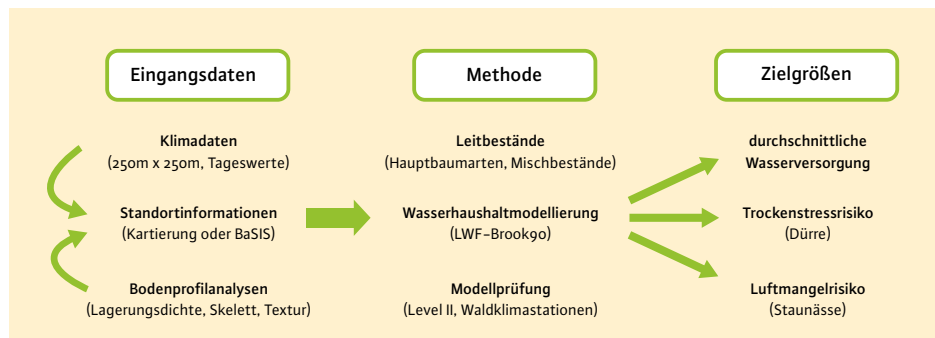 Eingangsdaten
Klimadaten
(250m x 250m, Tageswerte)
Standortinformationen
(Kartierung oder BaSIS)
Bodenprofilanalysen
(Lagerungsdichte, Skelett, Textur)
Methode
Leitbestände
(Hauptbaumarten, Mischbestände)
Wasserhaushaltmodellierung
(LWF-Brook90)
Modellprüfung
(Level II, Waldklimastationen)
Zielgrößen
durchschnittliche
Wasserversorgung
Trockenstressrisiko
(Dürre)
Luftmangelrisiko
(Staunässe)